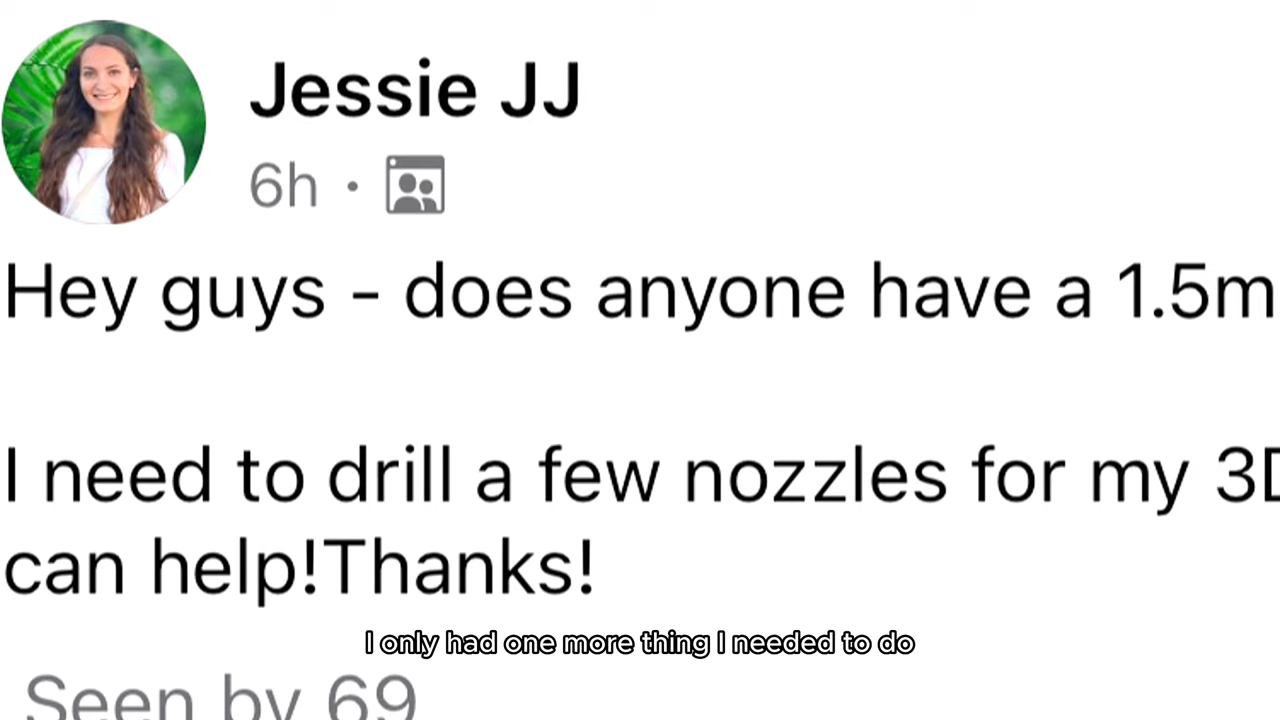 Jessie JJ
6h ·
Hey guys - does anyone have a 1.5m
I need to drill a few nozzles for my 3D
can help!Thanks!
I only had one more thing I needed to do
Seen by 69